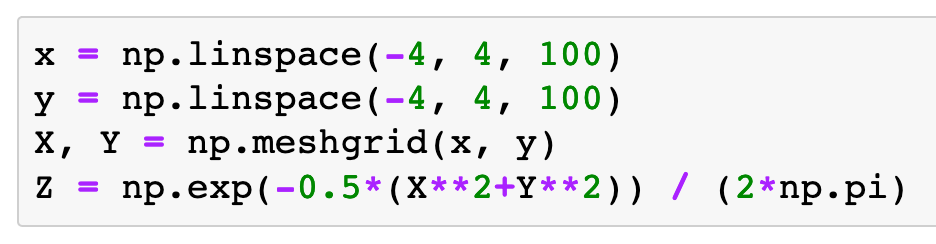 x = np.linspace(-4, 4, 100)
y = np.linspace(-4, 4, 100)
X, Y = np.meshgrid(x, y)
Z = np.exp(-0.5*(X**2+Y**2)) / (2*np.pi)